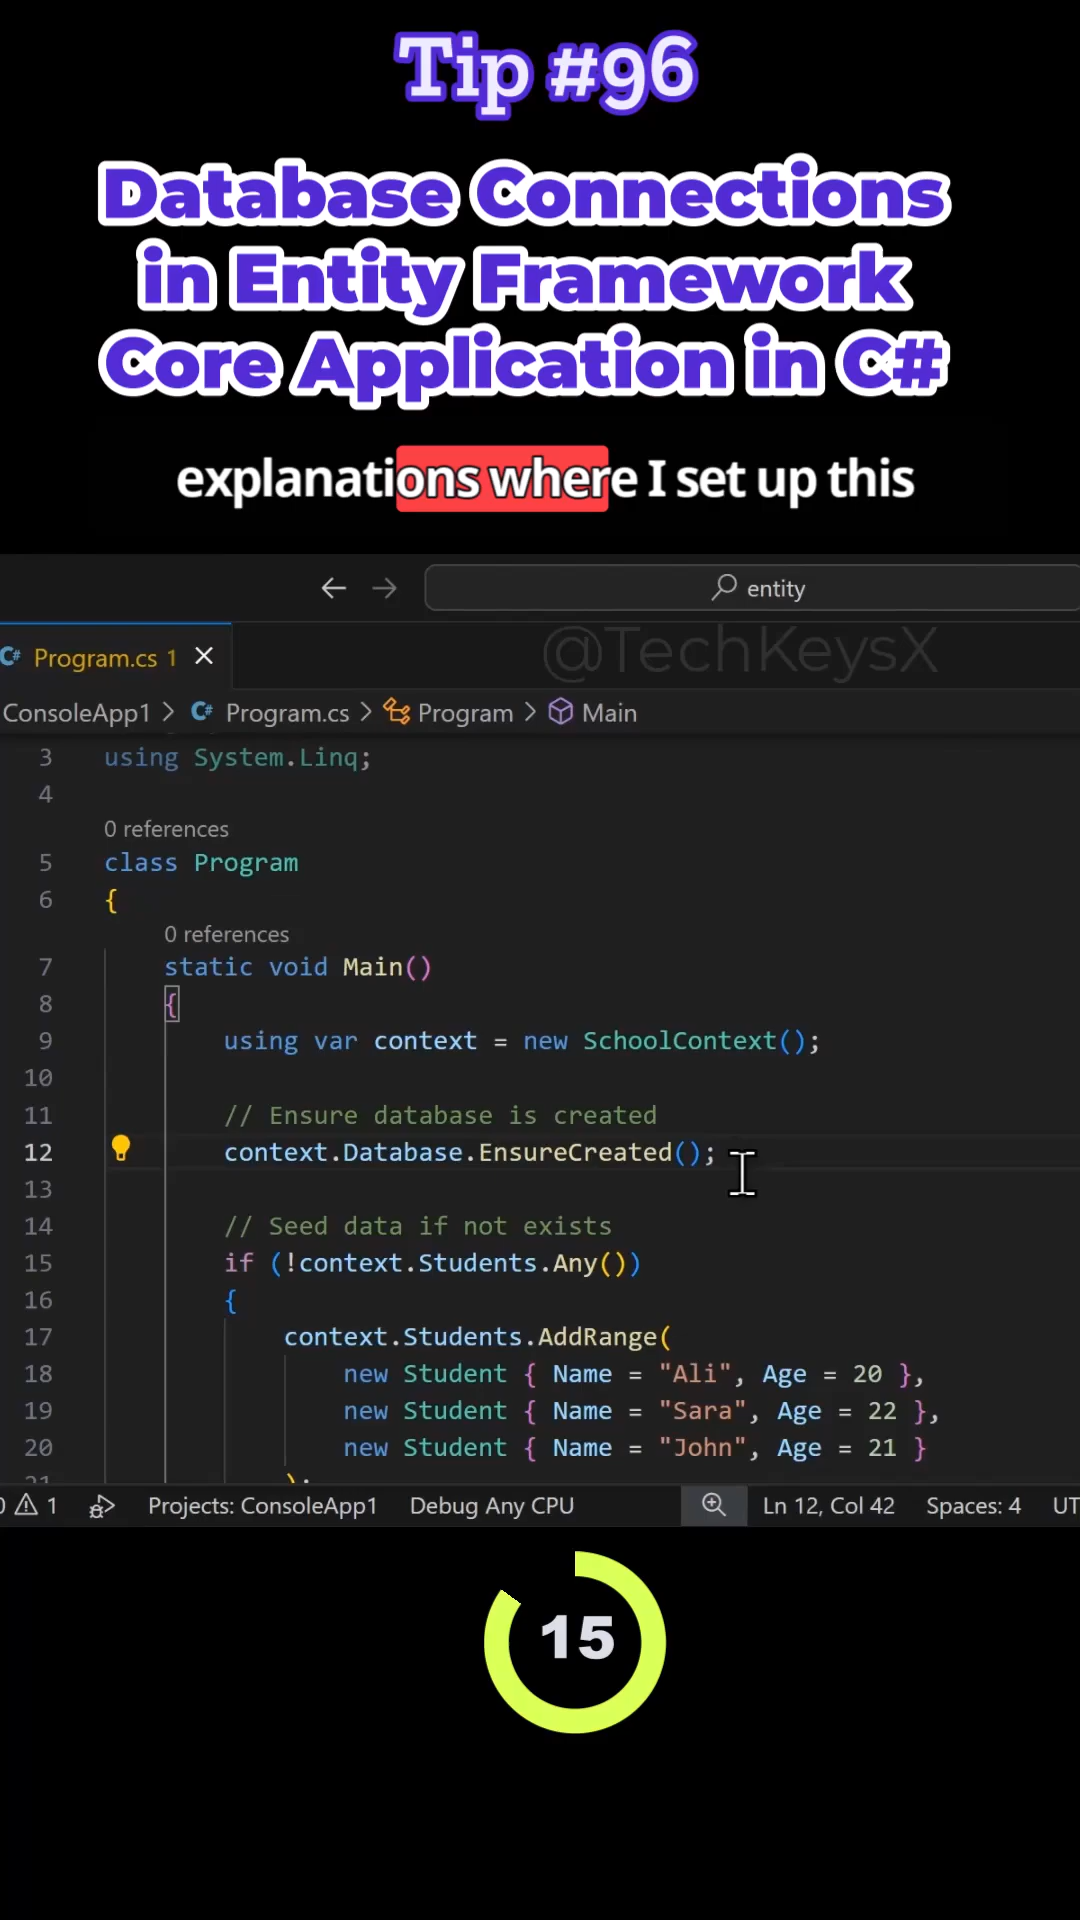 Tip #96
Database Connections
in Entity Framework
Core Application in C#
explanations where I set up this
entity
@TechKeysX
C# Program.cs 1
ConsoleApp1 > C# Program.cs > Program > Main
3 using System.Linq;
4
0 references
5 class Program
6 {
0 references
7 static void Main()
8 {
9 using var context = new SchoolContext();
10
11 // Ensure database is created
12 context.Database.EnsureCreated();
13
14 // Seed data if not exists
15 if (!context.Students.Any())
16 {
17 context.Students.AddRange(
18 new Student { Name = "Ali", Age = 20 },
19 new Student { Name = "Sara", Age = 22 },
20 new Student { Name = "John", Age = 21 }
21 );
0 1 Projects: ConsoleApp1 Debug Any CPU Ln 12, Col 42 Spaces: 4 UT
15